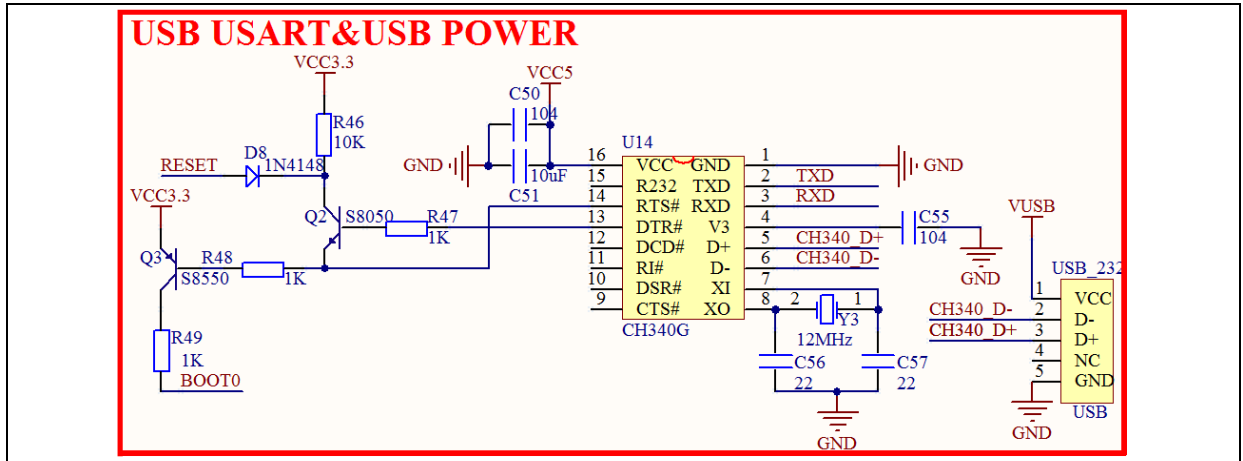 USB USART&USB POWER
VCC3.3
VCC5
C50
104
R46
10K
U14
D8
1N4148
RESET
GND
10uF
C51
16 VCC GND 1
GND
15 R232 TXD 2 TXD
14 RTS# RXD 3 RXD
13 DTR# V3 4
12 DCD# D+ 5 CH340_D+
11 RI# D- 6 CH340_D-
10 DSR# XI 7
9 CTS# XO 8
CH340G
VCC3.3
Q2
S8050
R47
1K
Q3
S8550
R48
1K
R49
1K
BOOT0
C55
104
GND
2 1
Y3
12MHz
C56
22
C57
22
GND
VUSB
USB_232
1 VCC
CH340_D- 2 D-
CH340_D+ 3 D+
4 NC
5 GND
USB
GND